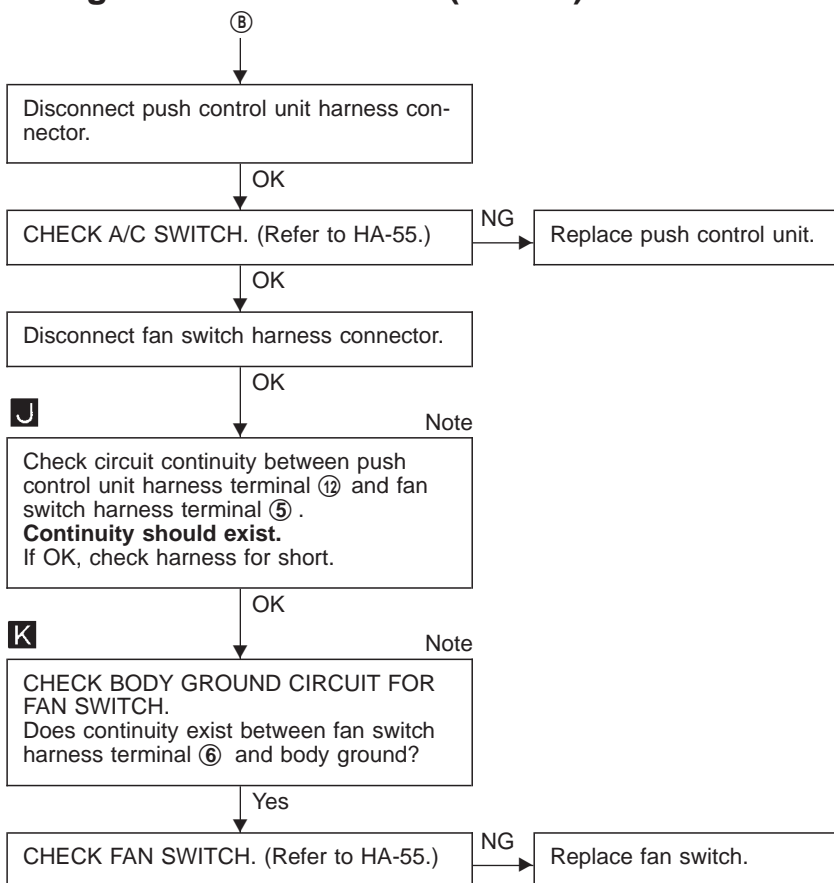 Ⓑ
Disconnect push control unit harness con-
nector.
OK
CHECK A/C SWITCH. (Refer to HA-55.)
NG
Replace push control unit.
OK
Disconnect fan switch harness connector.
OK
J
Note
Check circuit continuity between push
control unit harness terminal ⑫ and fan
switch harness terminal ⑤ .
Continuity should exist.
If OK, check harness for short.
OK
K
Note
CHECK BODY GROUND CIRCUIT FOR
FAN SWITCH.
Does continuity exist between fan switch
harness terminal ⑥ and body ground?
Yes
CHECK FAN SWITCH. (Refer to HA-55.)
NG
Replace fan switch.